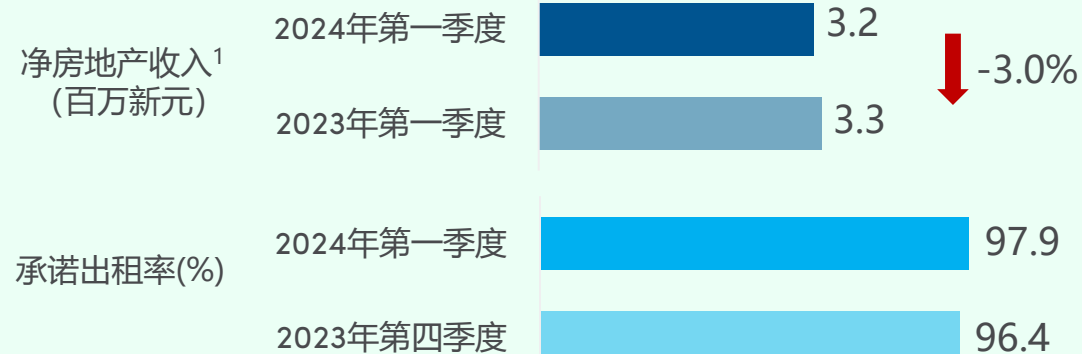 2024年第一季度 3.2
净房地产收入¹
(百万新元)
-3.0%
2023年第一季度 3.3
2024年第一季度 97.9
承诺出租率(%)
2023年第四季度 96.4